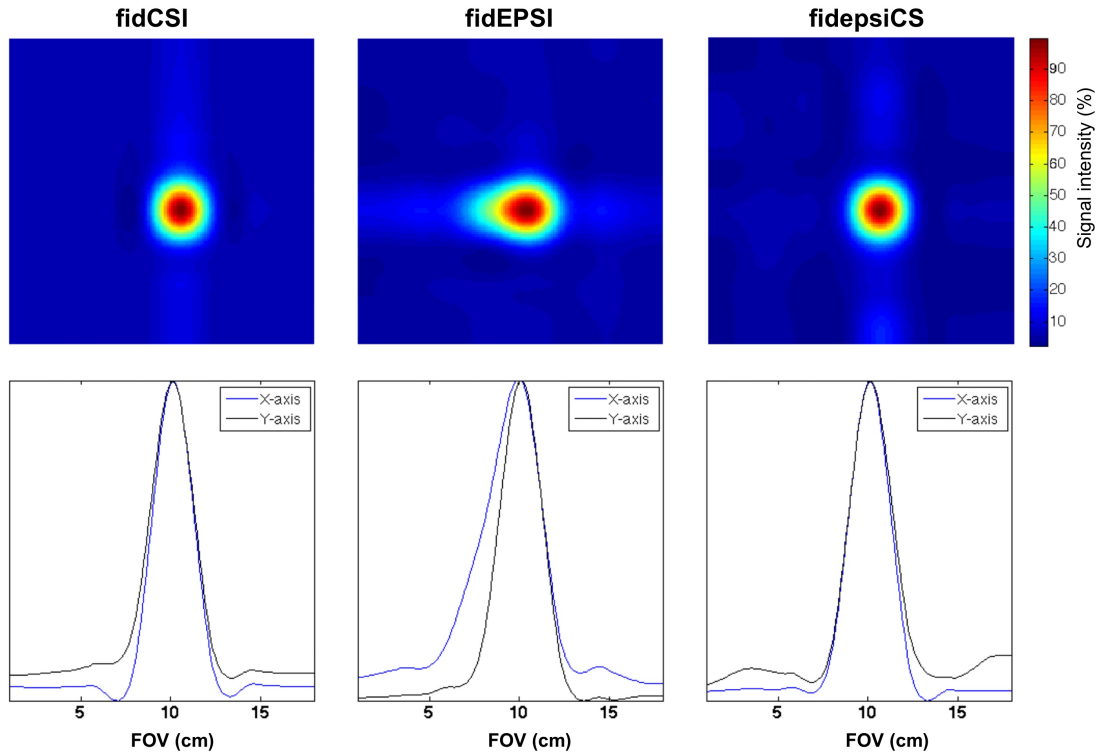 fidCSI
fidEPSI
fidepsiCS
90
80
70
60
50
40
30
20
10
Signal intensity (%)
X-axis
Y-axis
X-axis
Y-axis
X-axis
Y-axis
5 10 15
5 10 15
5 10 15
FOV (cm)
FOV (cm)
FOV (cm)